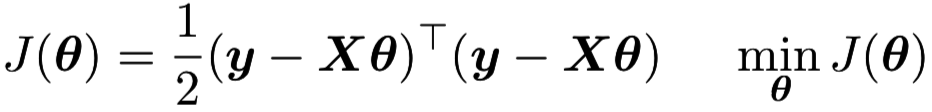 J(θ) = 1/2 (y − Xθ)^⊤ (y − Xθ)   min_θ J(θ)